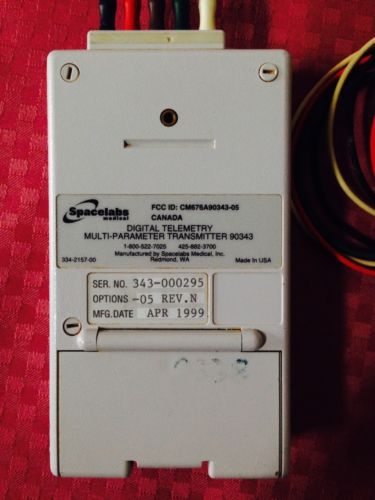 Spacelabs
medical
FCC ID: CM676A90343-05
CANADA
DIGITAL TELEMETRY
MULTI-PARAMETER TRANSMITTER 90343
1-800-522-7025 425-882-3700
Manufactured by Spacelabs Medical, Inc.
334-2157-00 Redmond, WA Made In USA
SER. NO. 343-000295
OPTIONS -05 REV.N
MFG.DATE APR 1999